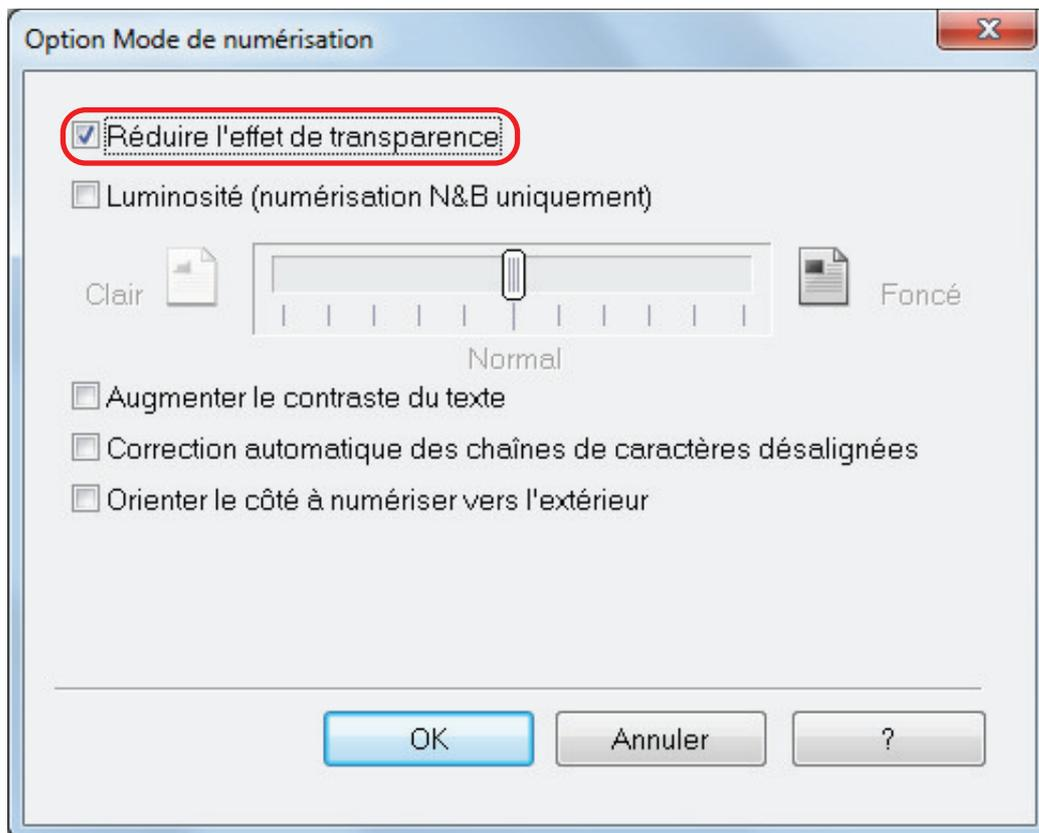 Option Mode de numérisation
Réduire l'effet de transparence
Luminosité (numérisation N&B uniquement)
Clair
Foncé
Normal
Augmenter le contraste du texte
Correction automatique des chaînes de caractères désalignées
Orienter le côté à numériser vers l'extérieur
OK Annuler ?